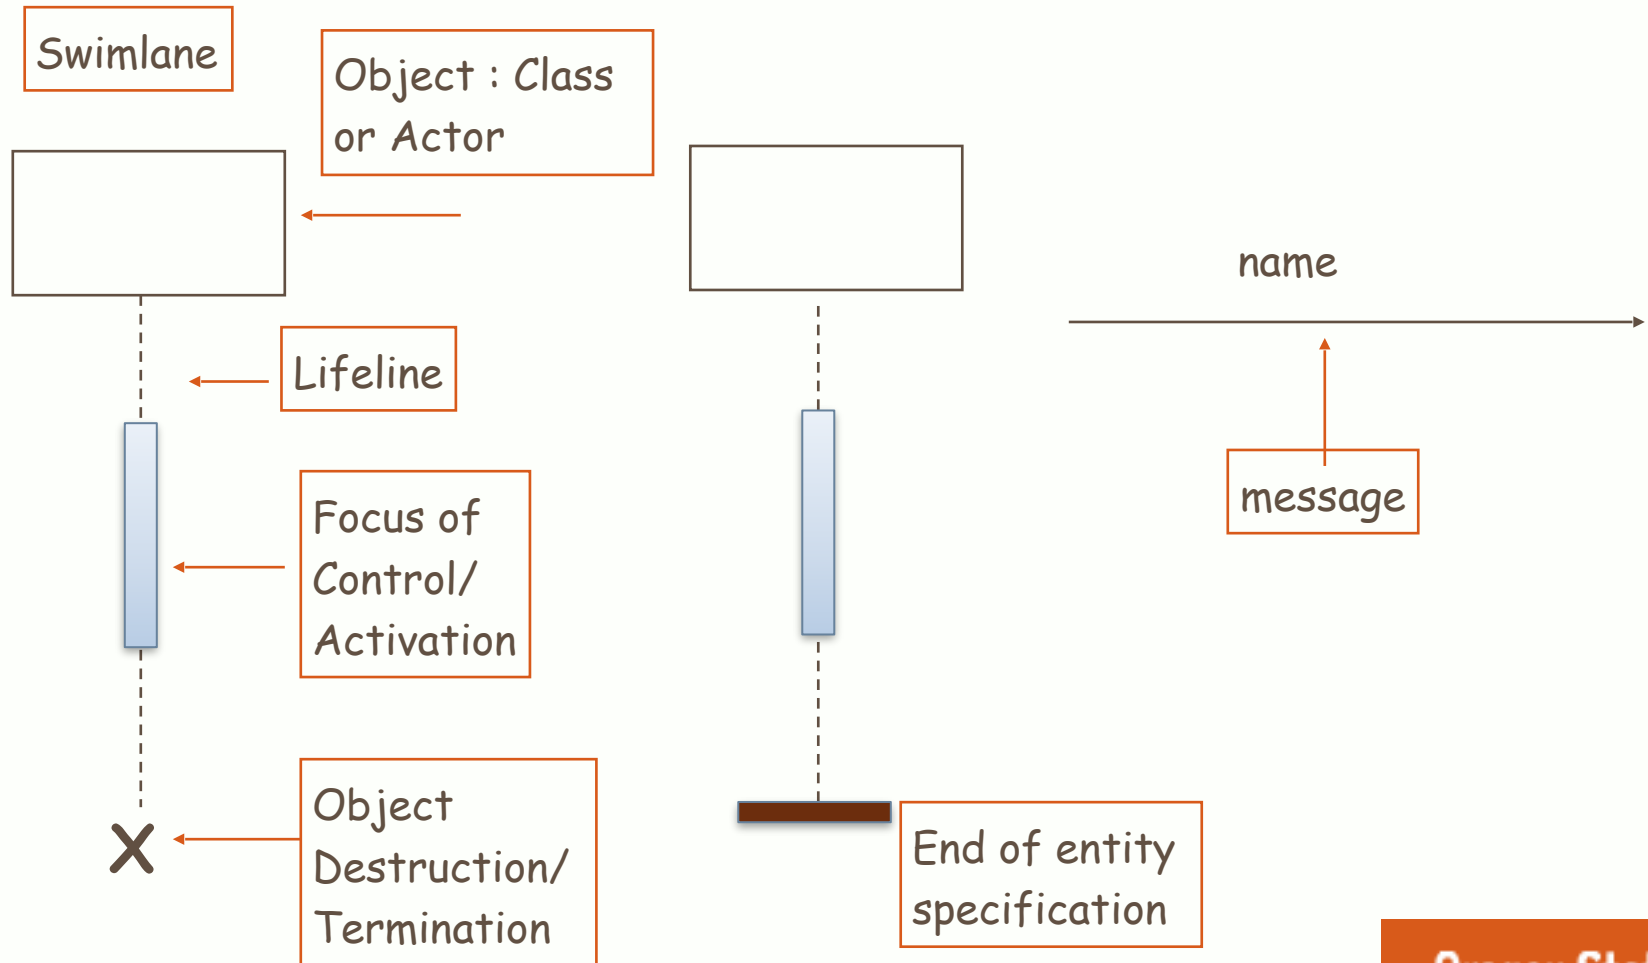 Swimlane
Object : Class
or Actor
name
Lifeline
message
Focus of
Control/
Activation
Object
Destruction/
Termination
End of entity
specification